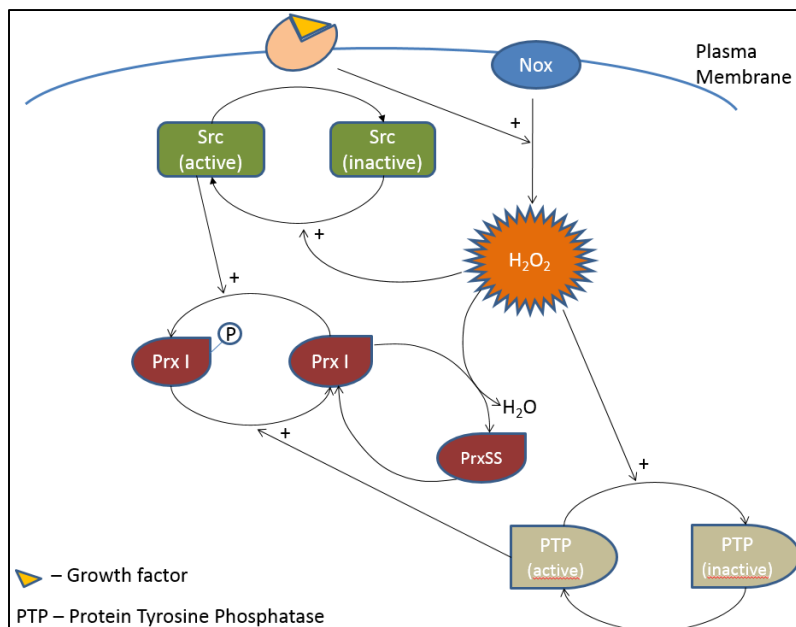 Plasma
Membrane
Nox
+
Src
(active)
Src
(inactive)
+
H₂O₂
+
P
Prx I
Prx I
H₂O
+
PrxSS
+
PTP
(active)
PTP
(inactive)
– Growth factor
PTP – Protein Tyrosine Phosphatase